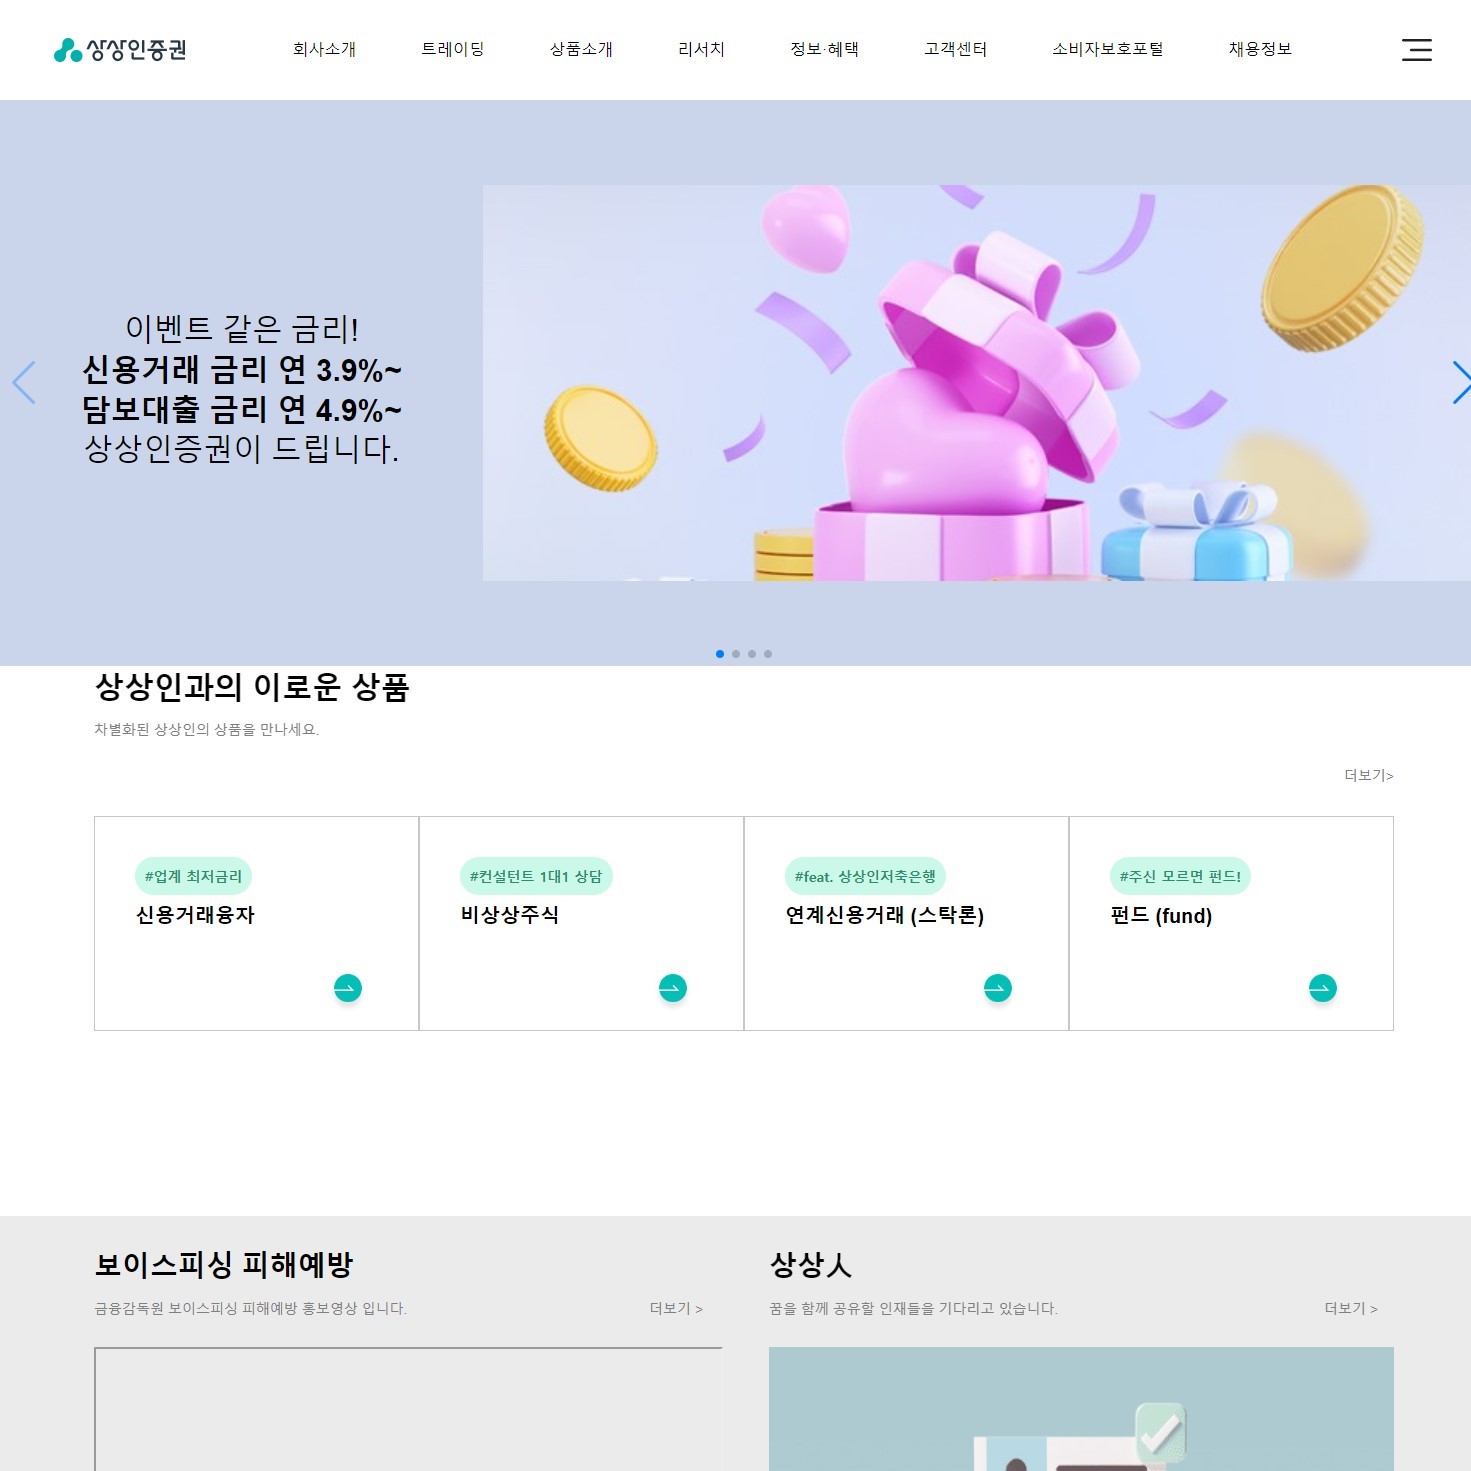 상상인증권
회사소개 트레이딩 상품소개 리서치 정보·혜택 고객센터 소비자보호포털 채용정보
이벤트 같은 금리!
신용거래 금리 연 3.9%~
담보대출 금리 연 4.9%~
상상인증권이 드립니다.
상상인과의 이로운 상품
차별화된 상상인의 상품을 만나세요.
더보기>
#업계 최저금리
신용거래융자
#컨설턴트 1대1 상담
비상상주식
#feat. 상상인저축은행
연계신용거래 (스탁론)
#주신 모르면 펀드!
펀드 (fund)
보이스피싱 피해예방
금융감독원 보이스피싱 피해예방 홍보영상 입니다.
더보기 >
상상人
꿈을 함께 공유할 인재들을 기다리고 있습니다.
더보기 >